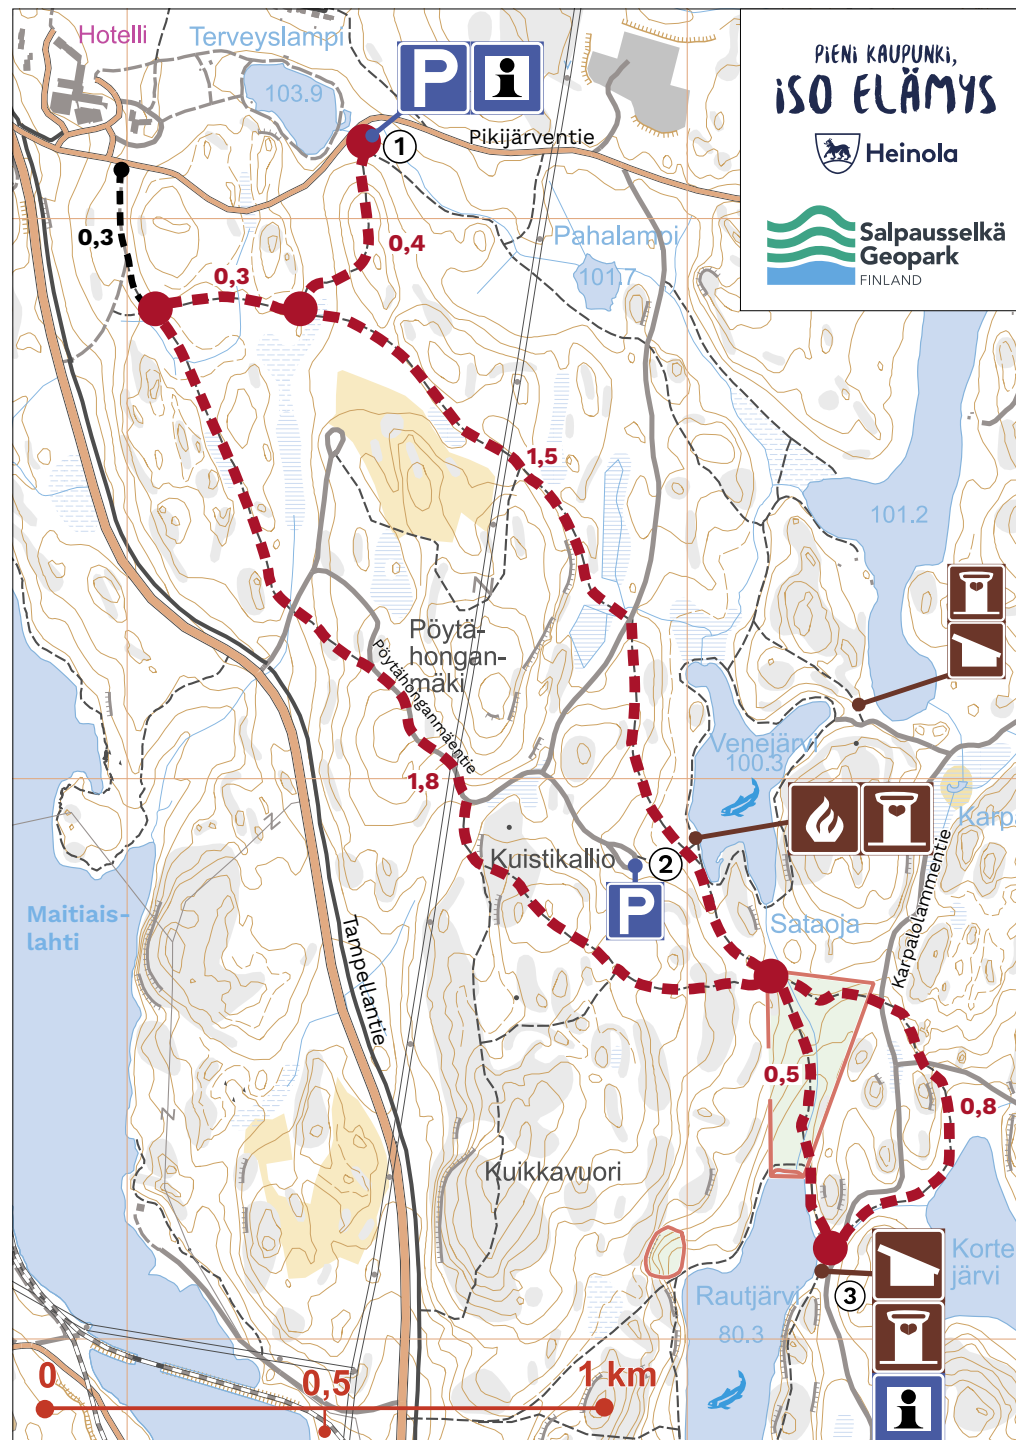 Hotelli
Terveyslampi
103.9
P
i
1
Pikijärventie
PIENI KAUPUNKI,
ISO ELÄMYS
Heinola
Salpausselkä
Geopark
FINLAND
0,3
0,4
0,3
Pahalampi
101.7
1,5
101.2
Pöytä-
hongan-
mäki
Pöytähonganmäentie
1,8
Venejärvi
100.3
Karpa
Kuistikallio
2
P
Karpalolammentie
Maitiais-
lahti
Tampellantie
Sataoja
0,5
0,8
Kuikkavuori
Korte
järvi
Rautjärvi
3
80.3
i
0
0,5
1 km